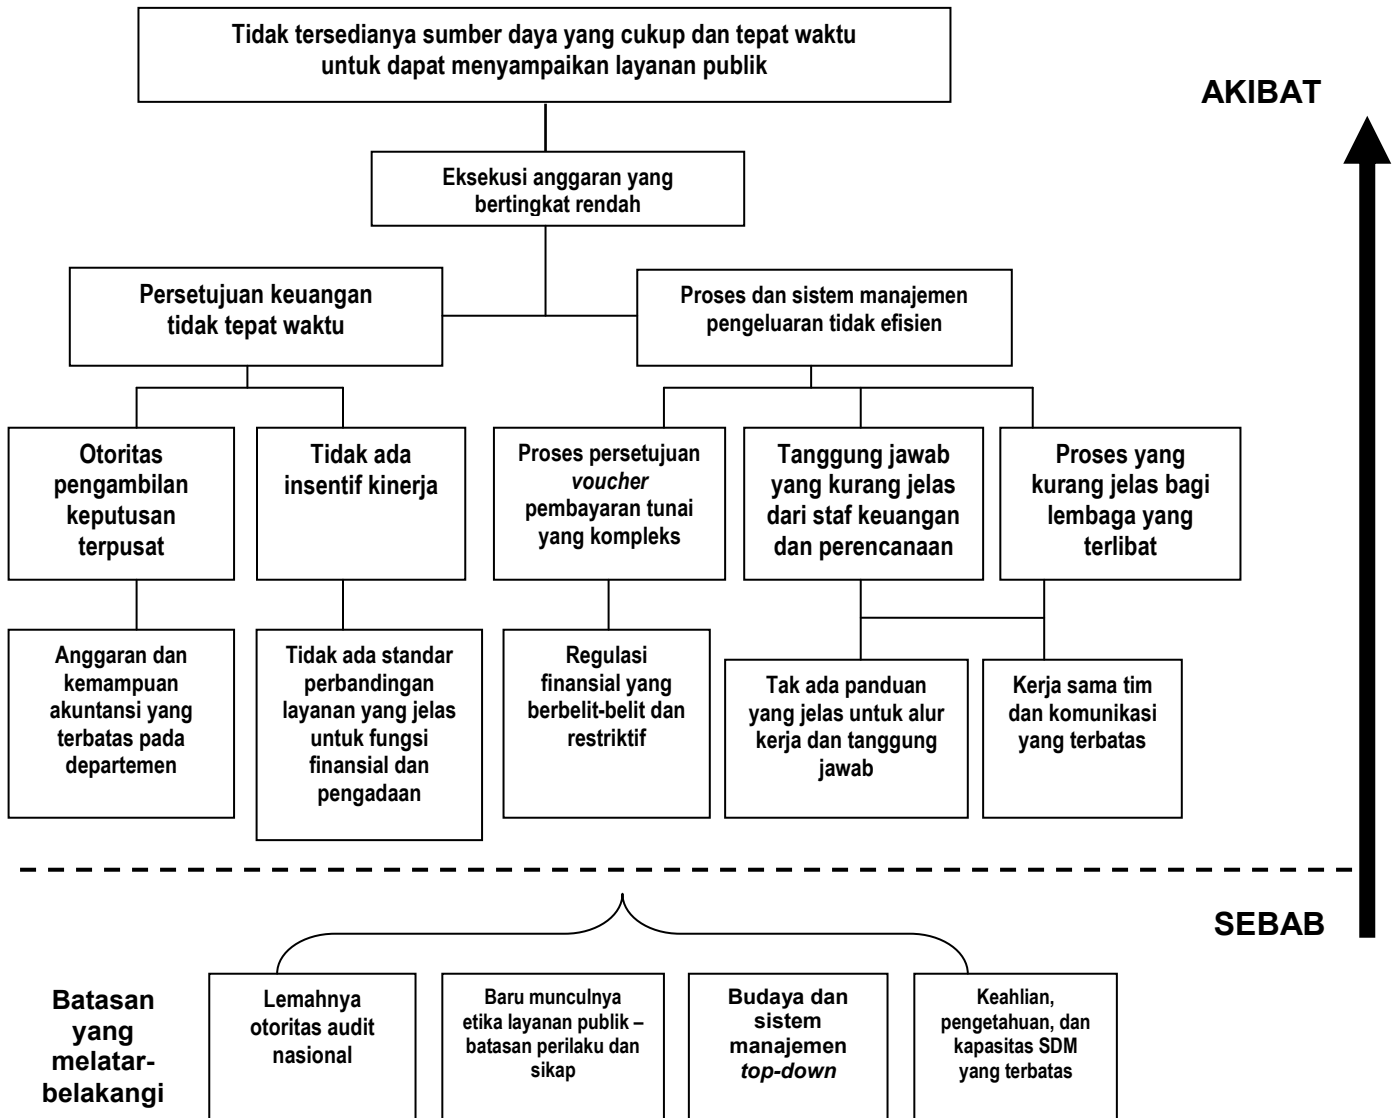 Tidak tersedianya sumber daya yang cukup dan tepat waktu
untuk dapat menyampaikan layanan publik
AKIBAT
Eksekusi anggaran yang
bertingkat rendah
Persetujuan keuangan
tidak tepat waktu
Proses dan sistem manajemen
pengeluaran tidak efisien
Otoritas
pengambilan
keputusan
terpusat
Tidak ada
insentif kinerja
Proses persetujuan
voucher
pembayaran tunai
yang kompleks
Tanggung jawab
yang kurang jelas
dari staf keuangan
dan perencanaan
Proses yang
kurang jelas bagi
lembaga yang
terlibat
Anggaran dan
kemampuan
akuntansi yang
terbatas pada
departemen
Tidak ada standar
perbandingan
layanan yang jelas
untuk fungsi
finansial dan
pengadaan
Regulasi
finansial yang
berbelit-belit dan
restriktif
Tak ada panduan
yang jelas untuk alur
kerja dan tanggung
jawab
Kerja sama tim
dan komunikasi
yang terbatas
SEBAB
Batasan
yang
melatar-
belakangi
Lemahnya
otoritas audit
nasional
Baru munculnya
etika layanan publik –
batasan perilaku dan
sikap
Budaya dan
sistem
manajemen
top-down
Keahlian,
pengetahuan, dan
kapasitas SDM
yang terbatas